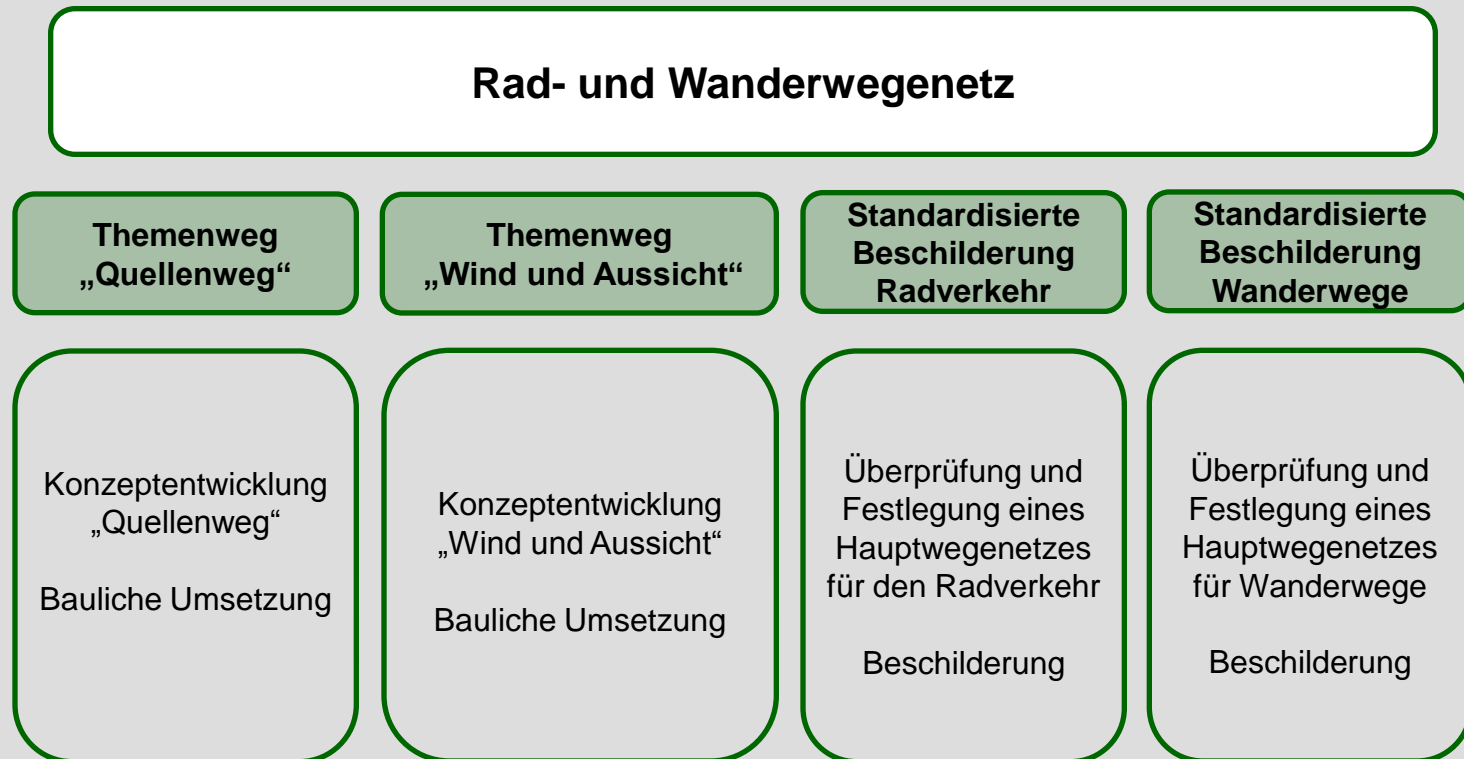 Rad- und Wanderwegenetz
Themenweg
„Quellenweg“
Themenweg
„Wind und Aussicht“
Standardisierte
Beschilderung
Radverkehr
Standardisierte
Beschilderung
Wanderwege
Konzeptentwicklung
„Quellenweg“
Bauliche Umsetzung
Konzeptentwicklung
„Wind und Aussicht“
Bauliche Umsetzung
Überprüfung und
Festlegung eines
Hauptwegenetzes
für den Radverkehr
Beschilderung
Überprüfung und
Festlegung eines
Hauptwegenetzes
für Wanderwege
Beschilderung